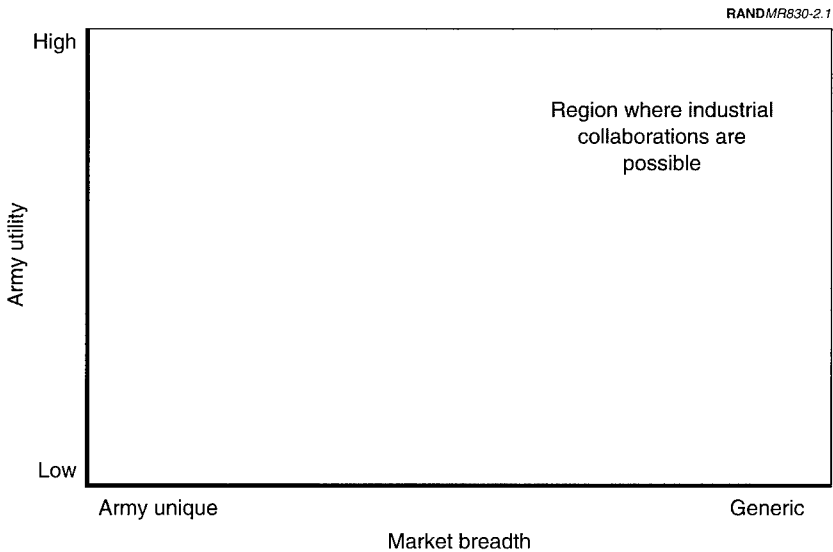 RANDMR830-2.1
High
Region where industrial
collaborations are
possible
Army utility
Low
Army unique
Generic
Market breadth